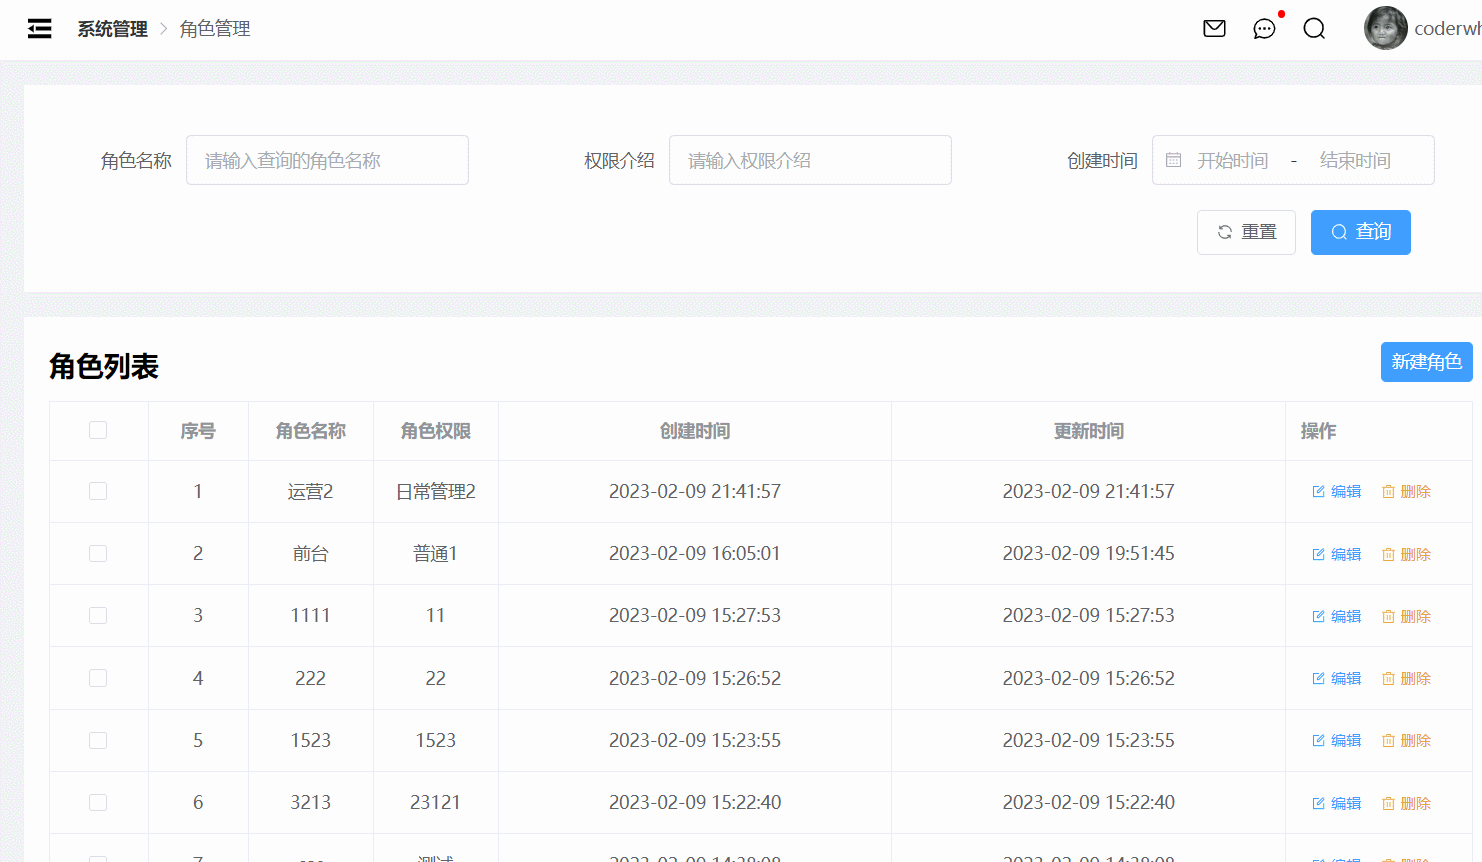 系统管理 > 角色管理
coderwh
角色名称 请输入查询的角色名称 权限介绍 请输入权限介绍 创建时间 开始时间 - 结束时间
重置 查询
角色列表 新建角色
序号 角色名称 角色权限 创建时间 更新时间 操作
1 运营2 日常管理2 2023-02-09 21:41:57 2023-02-09 21:41:57 编辑 删除
2 前台 普通1 2023-02-09 16:05:01 2023-02-09 19:51:45 编辑 删除
3 1111 11 2023-02-09 15:27:53 2023-02-09 15:27:53 编辑 删除
4 222 22 2023-02-09 15:26:52 2023-02-09 15:26:52 编辑 删除
5 1523 1523 2023-02-09 15:23:55 2023-02-09 15:23:55 编辑 删除
6 3213 23121 2023-02-09 15:22:40 2023-02-09 15:22:40 编辑 删除